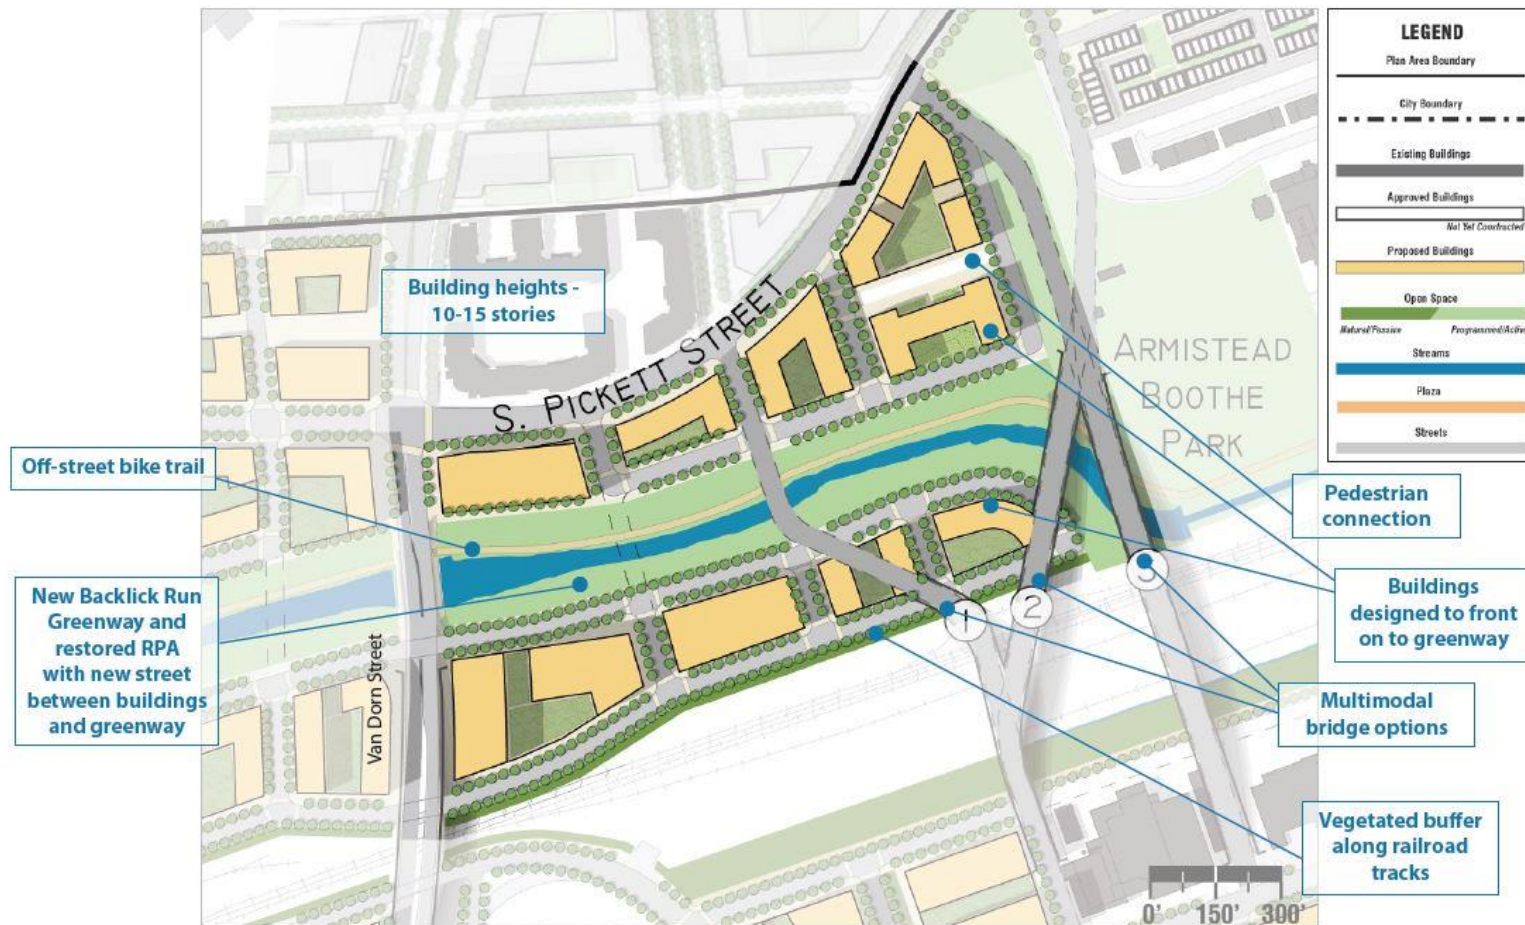 LEGEND
Plan Area Boundary
City Boundary
Existing Buildings
Approved Buildings
Not Yet Constructed
Proposed Buildings
Open Space
Natural/Passive Programmed/Active
Streams
Plaza
Streets
Building heights -
10-15 stories
S. PICKETT STREET
ARMISTEAD
BOOTHE
PARK
Off-street bike trail
New Backlick Run
Greenway and
restored RPA
with new street
between buildings
and greenway
Van Dorn Street
1
2
3
Pedestrian
connection
Buildings
designed to front
on to greenway
Multimodal
bridge options
Vegetated buffer
along railroad
tracks
0' 150' 300'